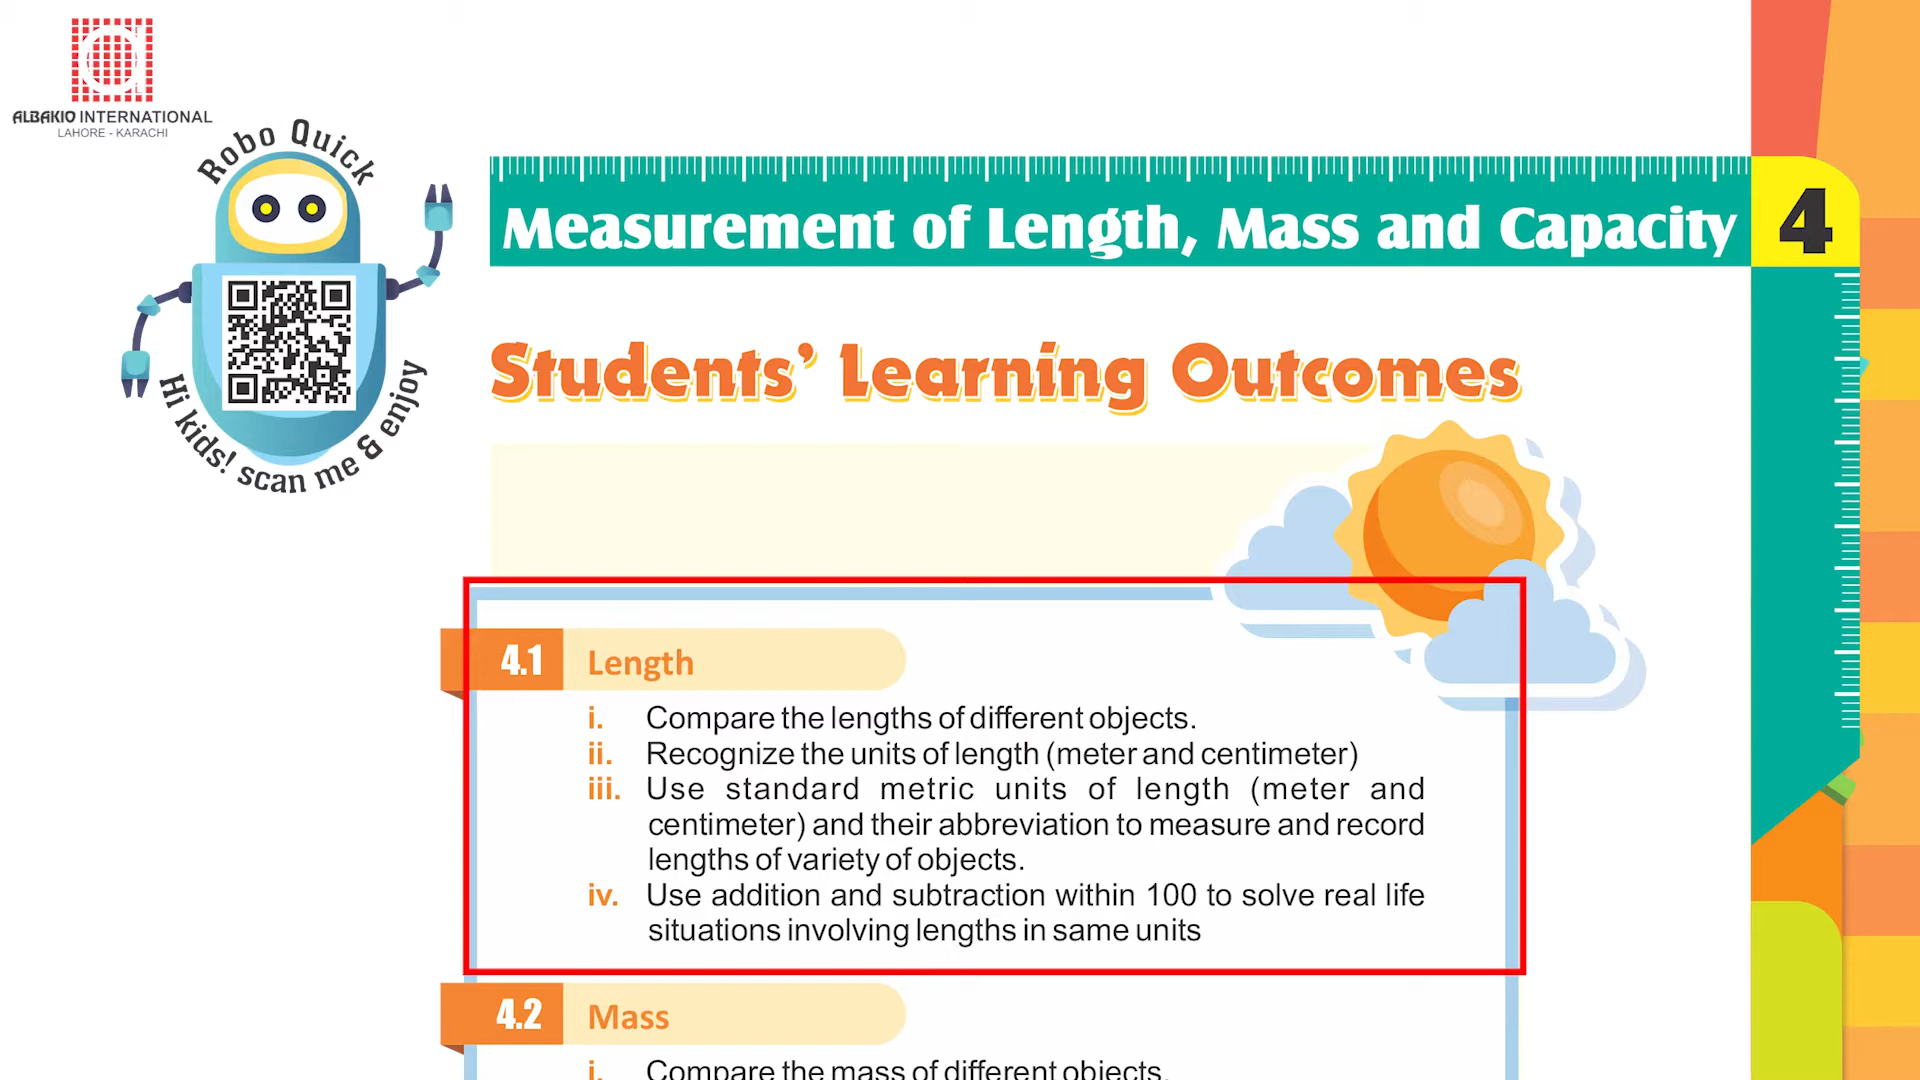 ALBAKIO INTERNATIONAL
LAHORE - KARACHI
Robo Quick
Hi kids! scan me & enjoy
Measurement of Length, Mass and Capacity
4
Students' Learning Outcomes
4.1 Length
i. Compare the lengths of different objects.
ii. Recognize the units of length (meter and centimeter)
iii. Use standard metric units of length (meter and
centimeter) and their abbreviation to measure and record
lengths of variety of objects.
iv. Use addition and subtraction within 100 to solve real life
situations involving lengths in same units
4.2 Mass
i. Compare the mass of different objects.